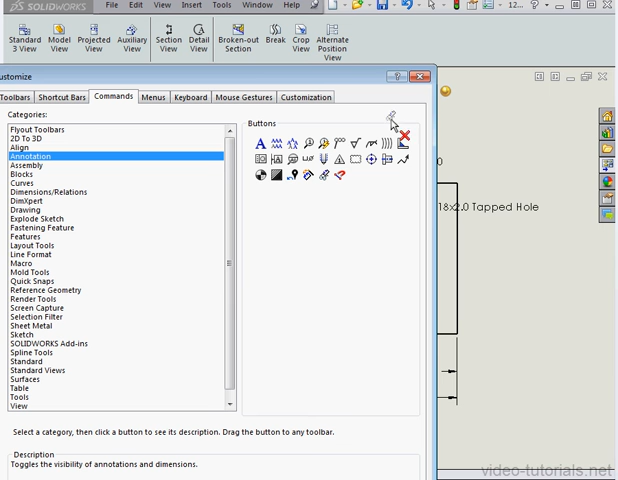 SOLIDWORKS File Edit View Insert Tools Window Help 12...
Standard 3 View Model View Projected View Auxiliary View Section View Detail View Broken-out Section Break Crop View Alternate Position View
ustomize
Toolbars Shortcut Bars Commands Menus Keyboard Mouse Gestures Customization
Categories:
Buttons
Flyout Toolbars
2D To 3D
Align
Annotation
Assembly
Blocks
Curves
Dimensions/Relations
DimXpert
Drawing
Explode Sketch
Fastening Feature
Features
Layout Tools
Line Format
Macro
Mold Tools
Quick Snaps
Reference Geometry
Render Tools
Screen Capture
Selection Filter
Sheet Metal
Sketch
SOLIDWORKS Add-ins
Spline Tools
Standard
Standard Views
Surfaces
Table
Tools
View
0
18x2.0 Tapped Hole
Select a category, then click a button to see its description. Drag the button to any toolbar.
Description
Toggles the visibility of annotations and dimensions.
video-tutorials.net